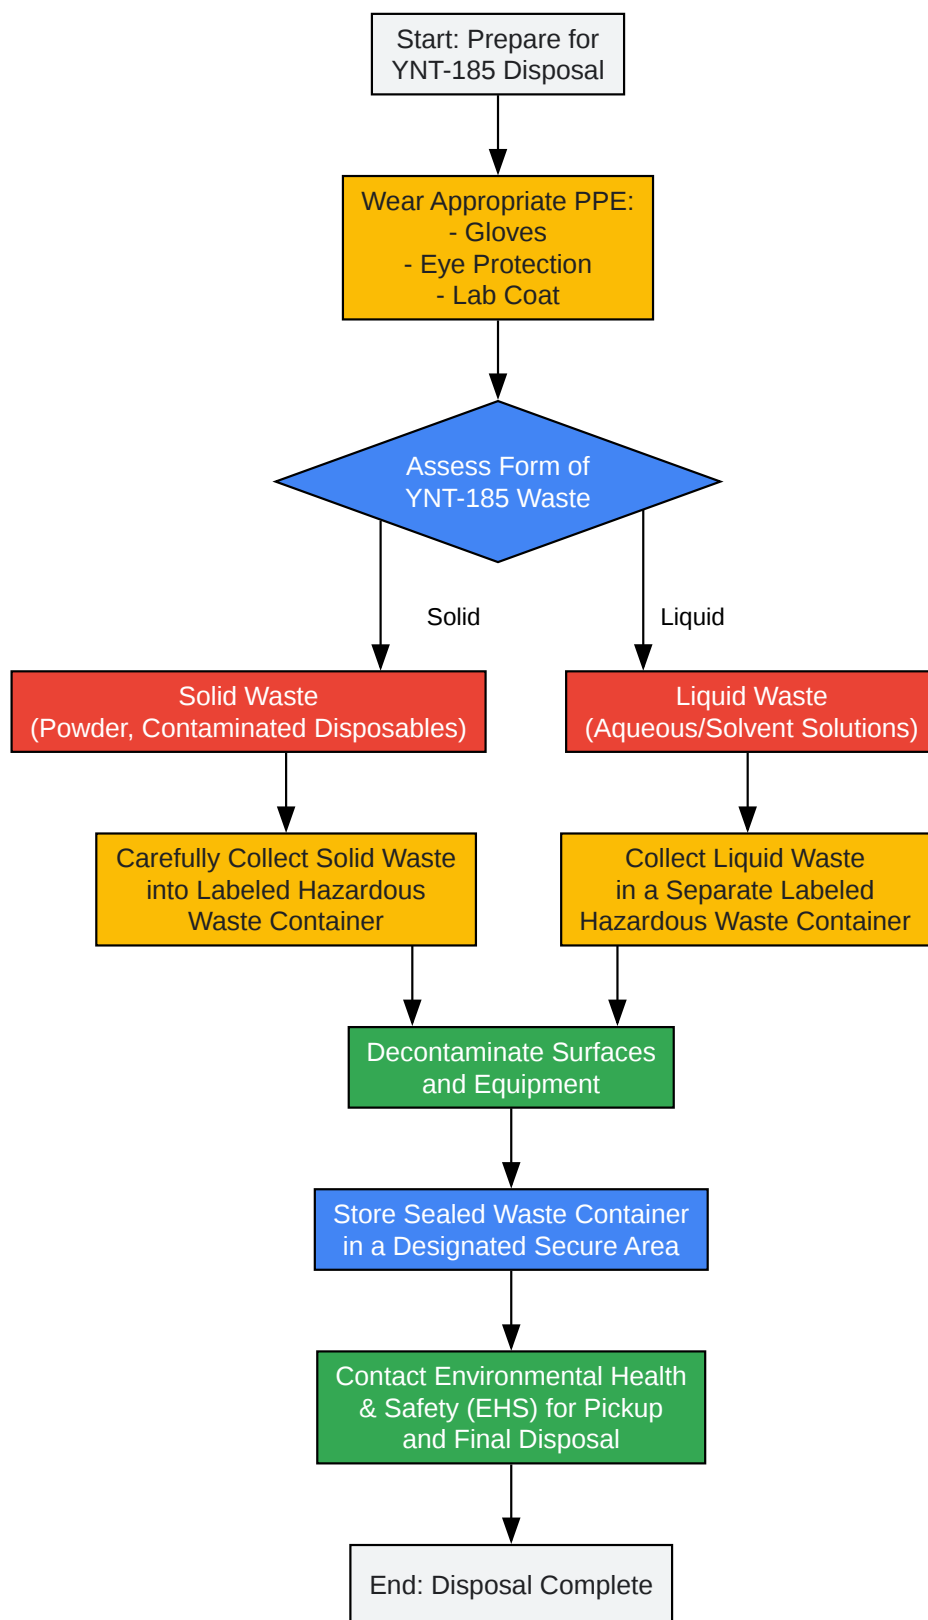 Start: Prepare for
YNT-185 Disposal
Wear Appropriate PPE:
- Gloves
- Eye Protection
- Lab Coat
Assess Form of
YNT-185 Waste
Solid
Liquid
Solid Waste
(Powder, Contaminated Disposables)
Liquid Waste
(Aqueous/Solvent Solutions)
Carefully Collect Solid Waste
into Labeled Hazardous
Waste Container
Collect Liquid Waste
in a Separate Labeled
Hazardous Waste Container
Decontaminate Surfaces
and Equipment
Store Sealed Waste Container
in a Designated Secure Area
Contact Environmental Health
& Safety (EHS) for Pickup
and Final Disposal
End: Disposal Complete